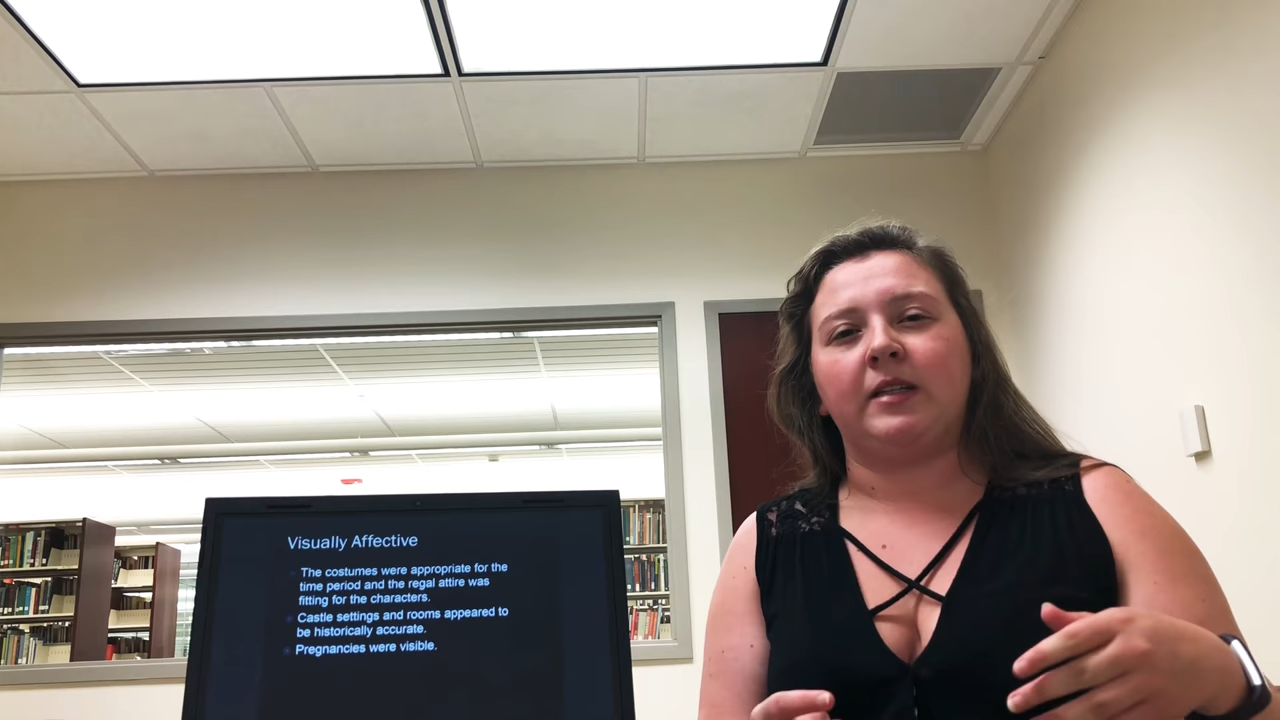 Visually Affective
The costumes were appropriate for the
time period and the regal attire was
fitting for the characters.
Castle settings and rooms appeared to
be historically accurate.
Pregnancies were visible.